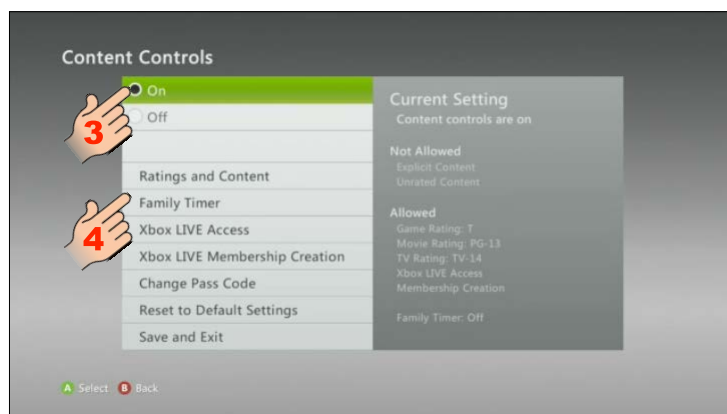 Content Controls
On
Off
Ratings and Content
Family Timer
Xbox LIVE Access
Xbox LIVE Membership Creation
Change Pass Code
Reset to Default Settings
Save and Exit
3
4
Current Setting
Content controls are on
Not Allowed
Explicit Content
Unrated Content
Allowed
Game Rating: T
Movie Rating: PG-13
TV Rating: TV-14
Xbox LIVE Access
Membership Creation
Family Timer: Off
A Select B Back